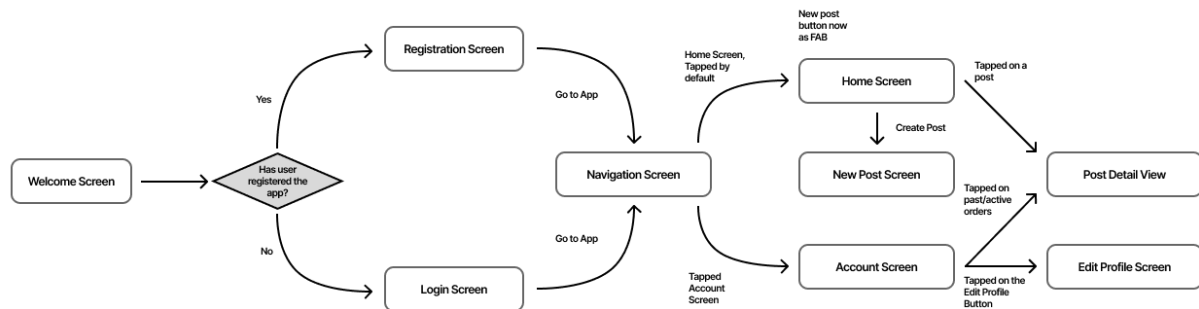 New post
button now
as FAB
Registration Screen
Home Screen,
Tapped by
default
Tapped on a
post
Home Screen
Yes
Go to App
Create Post
Has user
registered the
app?
Welcome Screen
Navigation Screen
New Post Screen
Post Detail View
Tapped on
past/active
orders
No
Go to App
Tapped
Account
Screen
Account Screen
Edit Profile Screen
Login Screen
Tapped on the
Edit Profile
Button